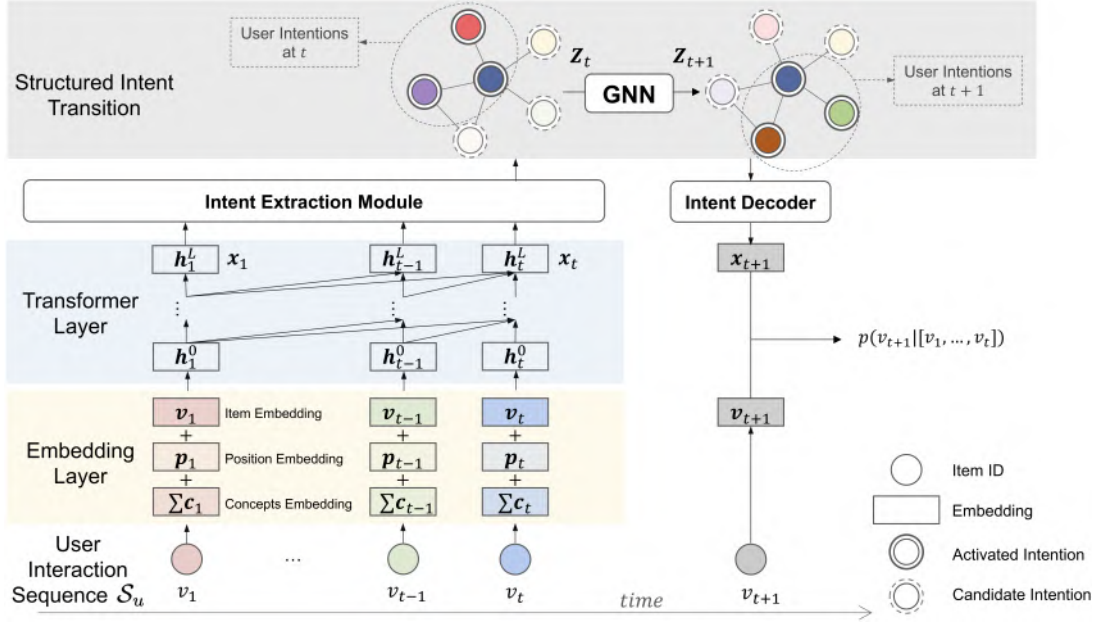 User Intentions
at t
Structured Intent
Transition
Z_t
GNN
Z_{t+1}
User Intentions
at t + 1
Intent Extraction Module
Intent Decoder
h_1^L x_1
h_{t-1}^L
h_t^L x_t
x_{t+1}
Transformer
Layer
⋮ ⋮ ⋮
p(v_{t+1}|[v_1, ..., v_t])
h_1^0
h_{t-1}^0
h_t^0
v_1 Item Embedding
v_{t-1}
v_t
v_{t+1}
+ + +
Embedding
Layer
p_1 Position Embedding
p_{t-1}
p_t
+ + +
∑c_1 Concepts Embedding
∑c_{t-1}
∑c_t
Item ID
Embedding
Activated Intention
Candidate Intention
User
Interaction
Sequence S_u
...
v_1
v_{t-1}
v_t
time
v_{t+1}